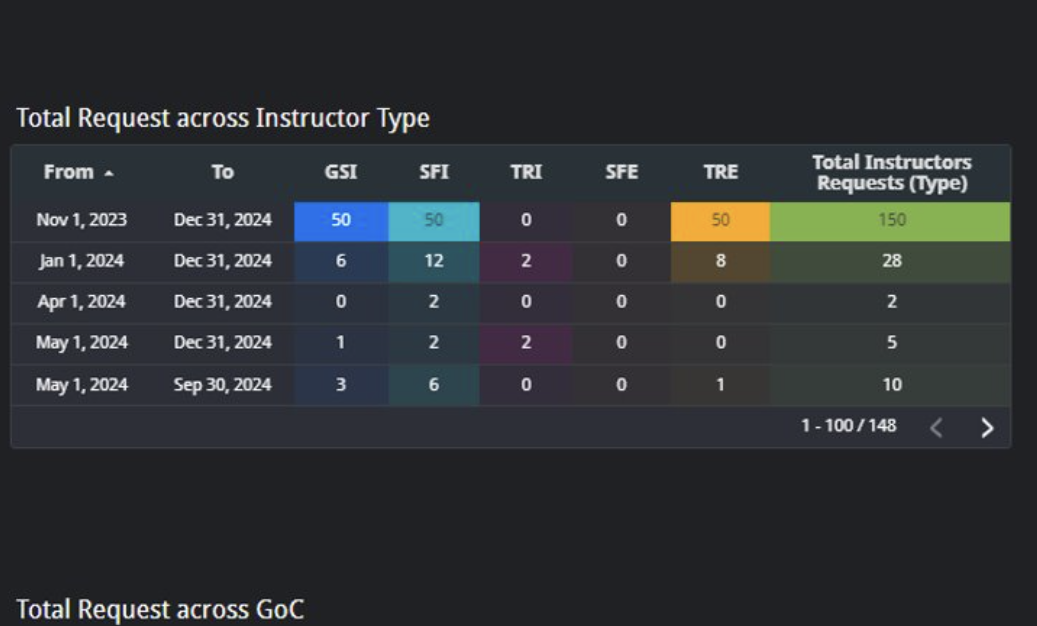 Total Request across Instructor Type
From To GSI SFI TRI SFE TRE Total Instructors Requests (Type)
Nov 1, 2023 Dec 31, 2024 50 50 0 0 50 150
Jan 1, 2024 Dec 31, 2024 6 12 2 0 8 28
Apr 1, 2024 Dec 31, 2024 0 2 0 0 0 2
May 1, 2024 Dec 31, 2024 1 2 2 0 0 5
May 1, 2024 Sep 30, 2024 3 6 0 0 1 10
1 - 100 / 148
Total Request across GoC